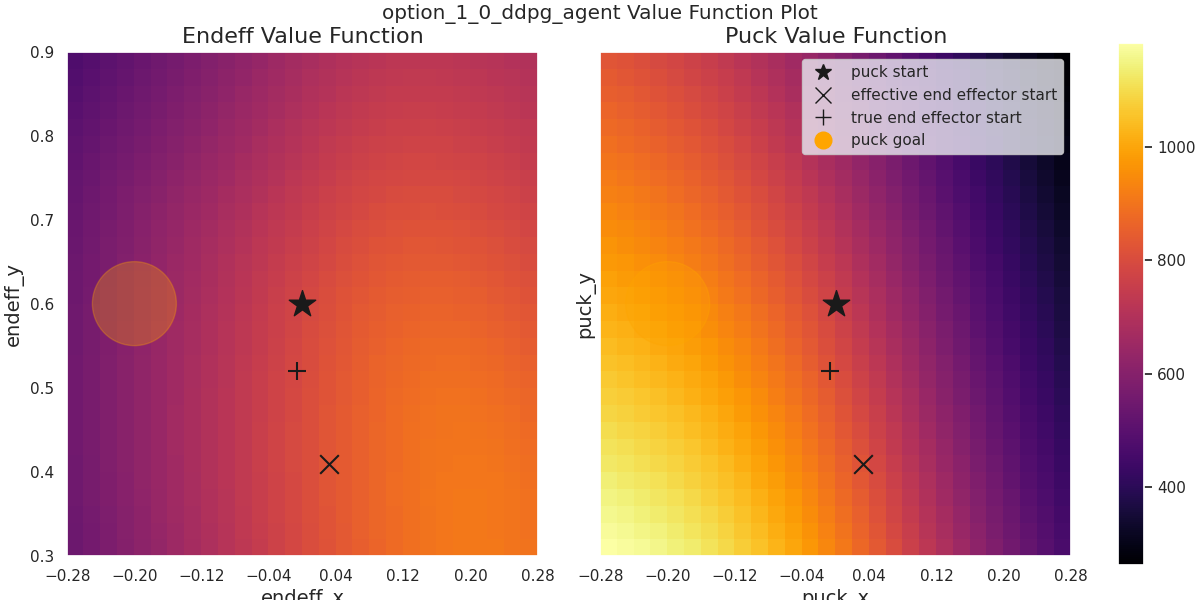 option_1_0_ddpg_agent Value Function Plot
Endeff Value Function
Puck Value Function
0.9
0.8
0.7
0.6
0.5
0.4
0.3
endeff_y
−0.28 −0.20 −0.12 −0.04 0.04 0.12 0.20 0.28
endeff_x
puck start
effective end effector start
true end effector start
puck goal
puck_y
−0.28 −0.20 −0.12 −0.04 0.04 0.12 0.20 0.28
puck_x
1000
800
600
400